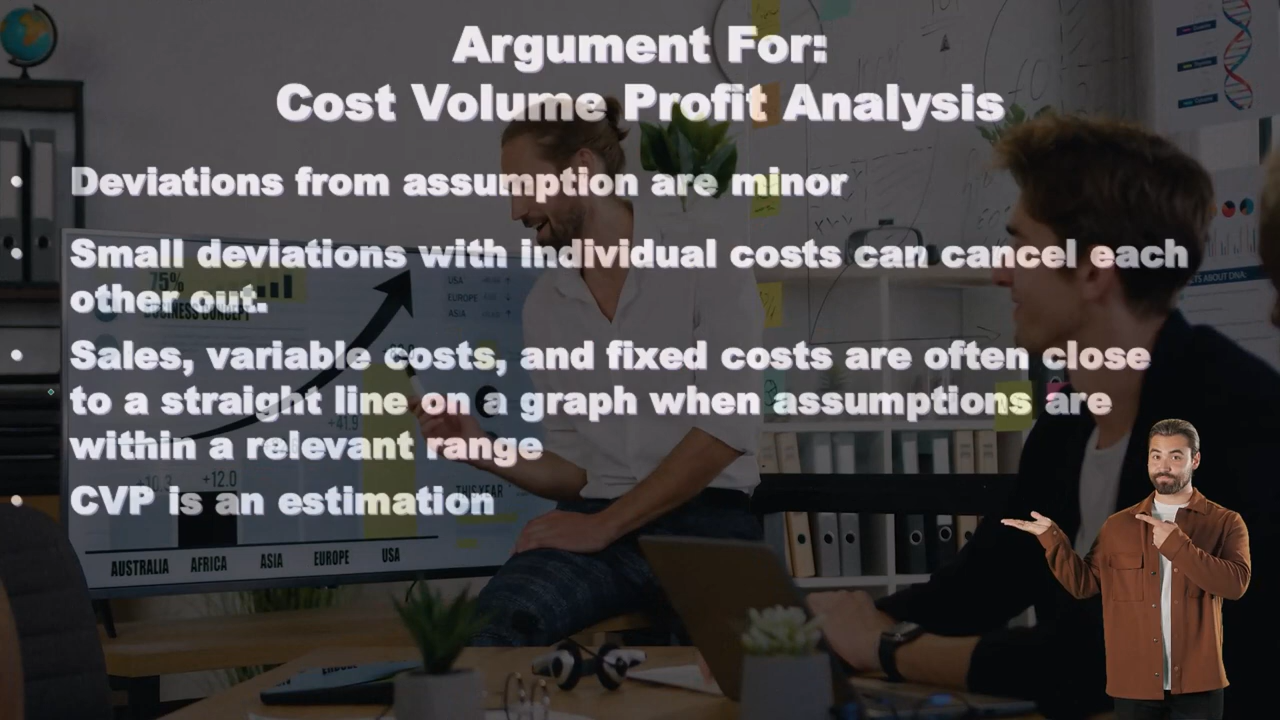 Argument For:
Cost Volume Profit Analysis
• Deviations from assumption are minor
• Small deviations with individual costs can cancel each
other out.
• Sales, variable costs, and fixed costs are often close
to a straight line on a graph when assumptions are
within a relevant range
• CVP is an estimation
75%
BUSINESS CONCEPT
USA
EUROPE
ASIA
+41.9
+10.3
+12.0
THIS YEAR
AUSTRALIA AFRICA ASIA EUROPE USA